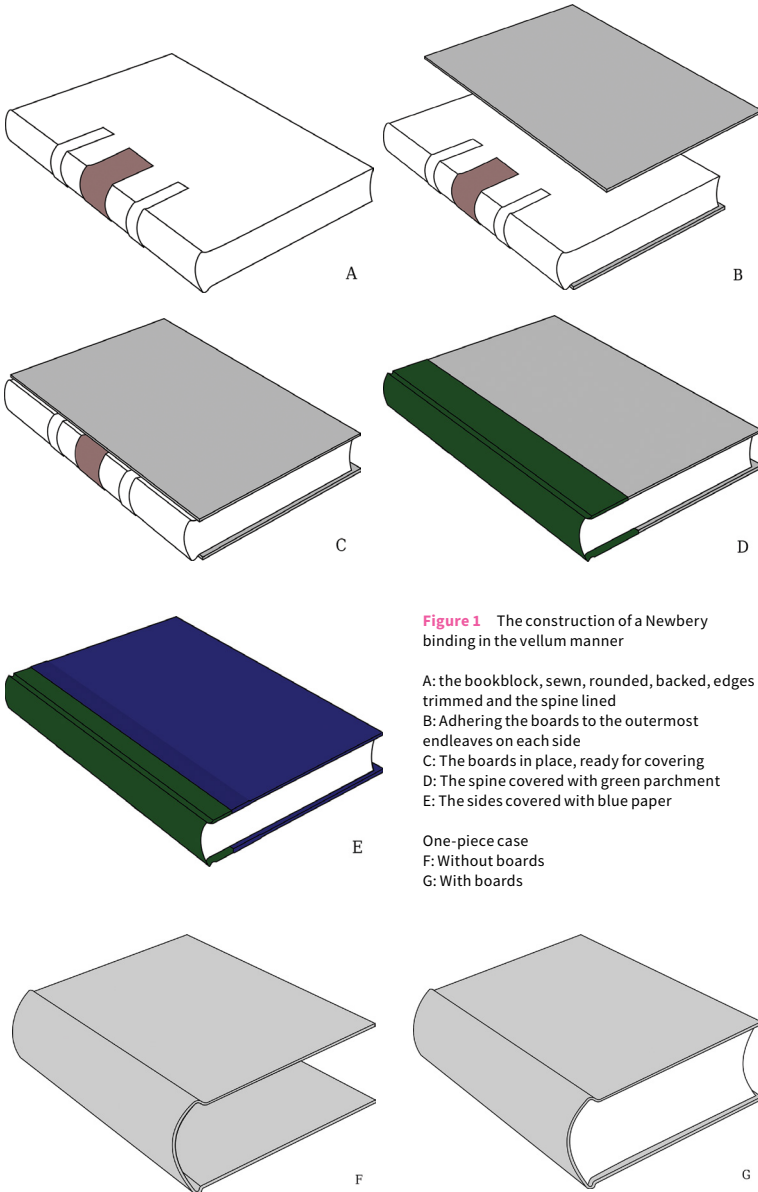 A
B
C
D
Figure 1 The construction of a Newbery
binding in the vellum manner
A: the bookblock, sewn, rounded, backed, edges
trimmed and the spine lined
B: Adhering the boards to the outermost
endleaves on each side
C: The boards in place, ready for covering
D: The spine covered with green parchment
E: The sides covered with blue paper
E
One-piece case
F: Without boards
G: With boards
F
G